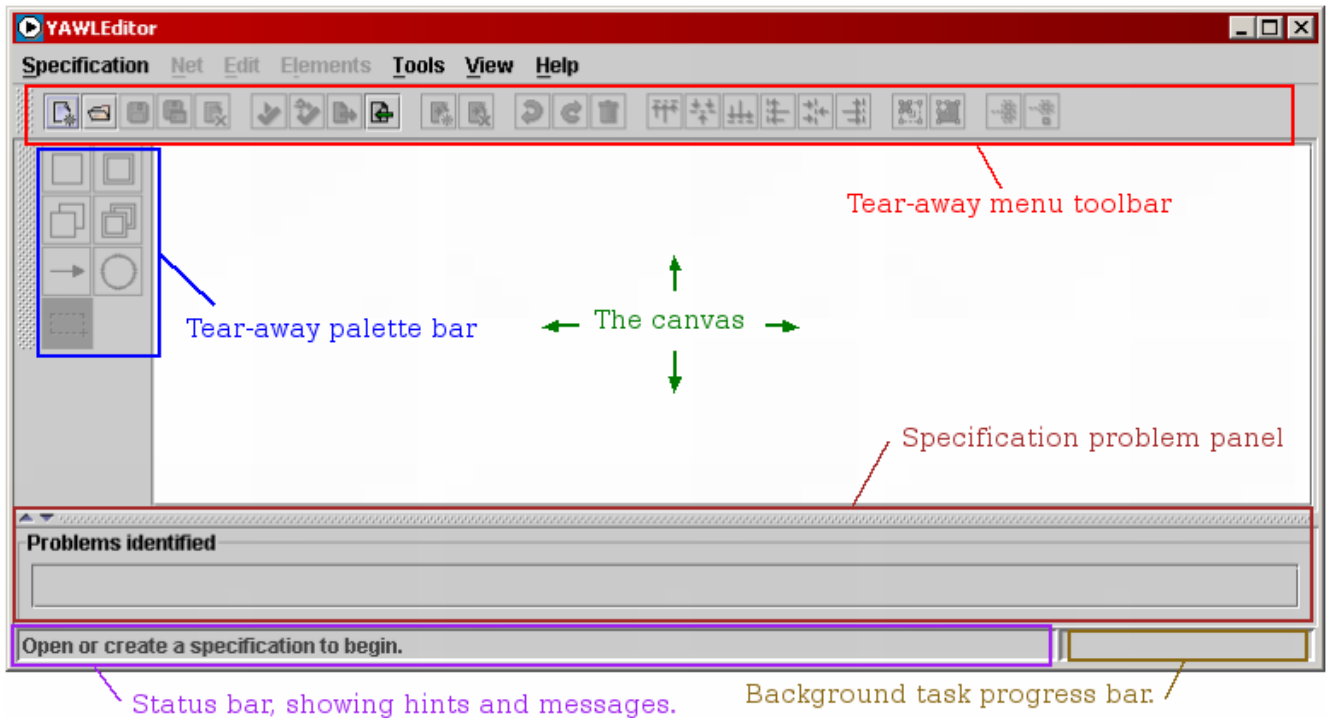 YAWLEditor
Specification Net Edit Elements Tools View Help
Tear-away menu toolbar
Tear-away palette bar
The canvas
Specification problem panel
Problems identified
Open or create a specification to begin.
Status bar, showing hints and messages.
Background task progress bar.